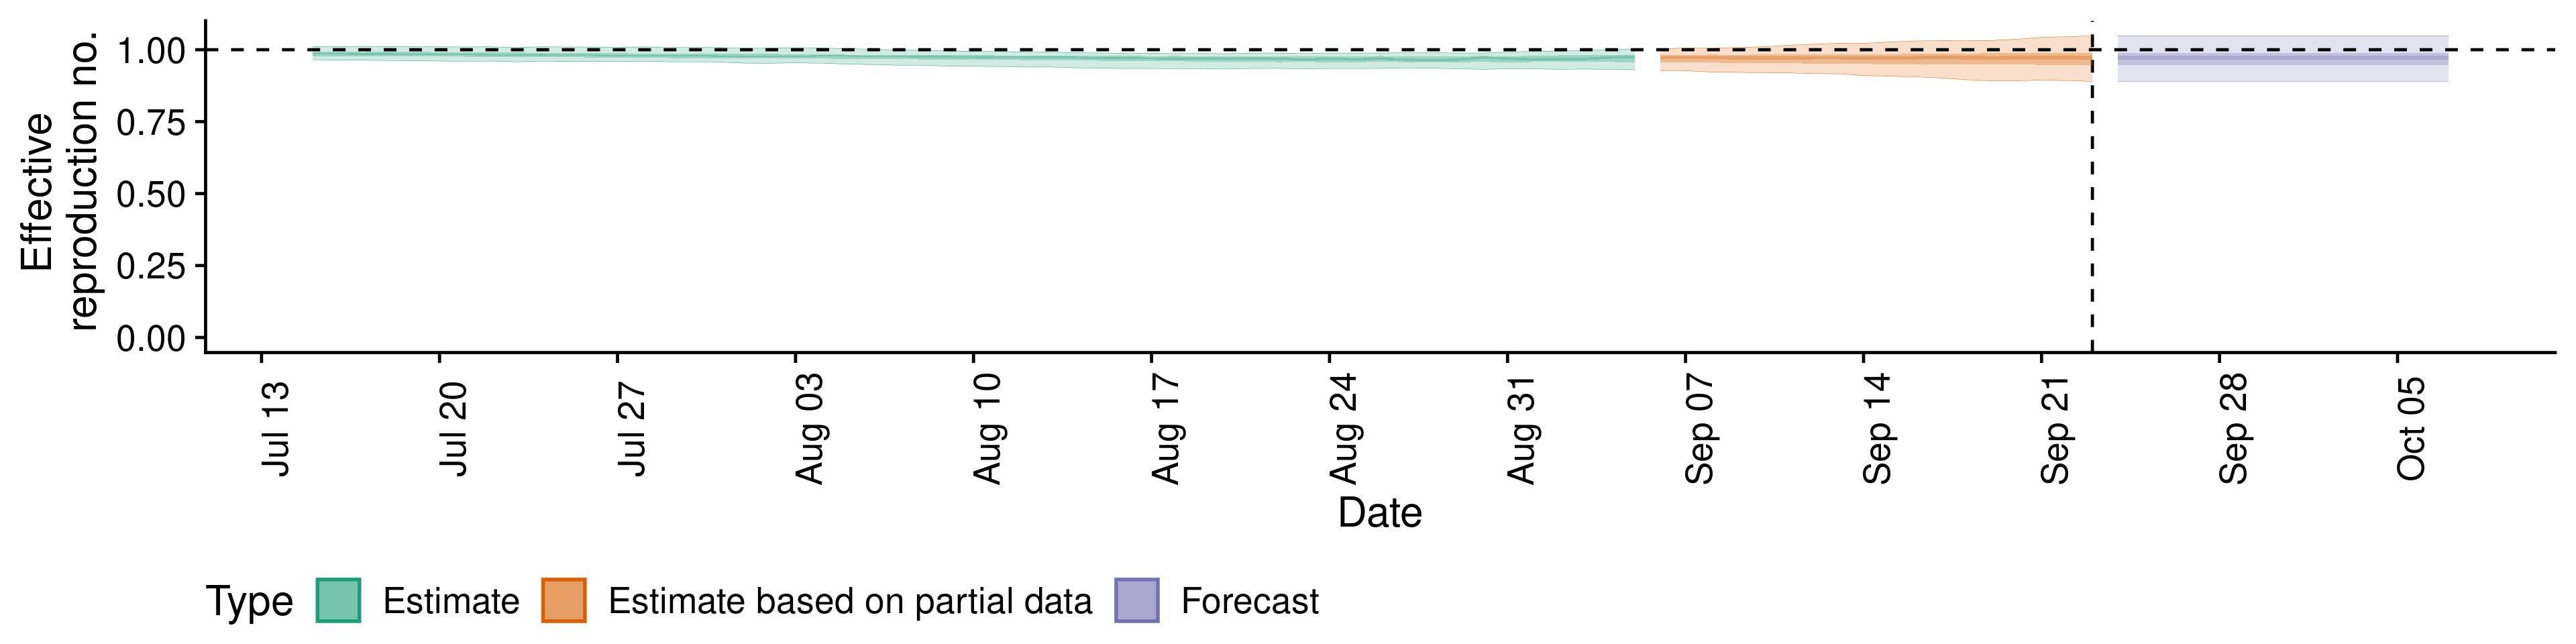 Effective
reproduction no.
1.00
0.75
0.50
0.25
0.00
Jul 13
Jul 20
Jul 27
Aug 03
Aug 10
Aug 17
Aug 24
Aug 31
Sep 07
Sep 14
Sep 21
Sep 28
Oct 05
Date
Type Estimate Estimate based on partial data Forecast